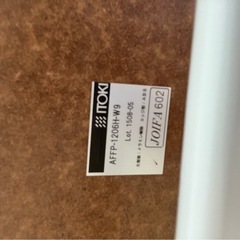 ITOKI
AFFP-1206H-W9
Lot. 1508-05
JOIFA 602